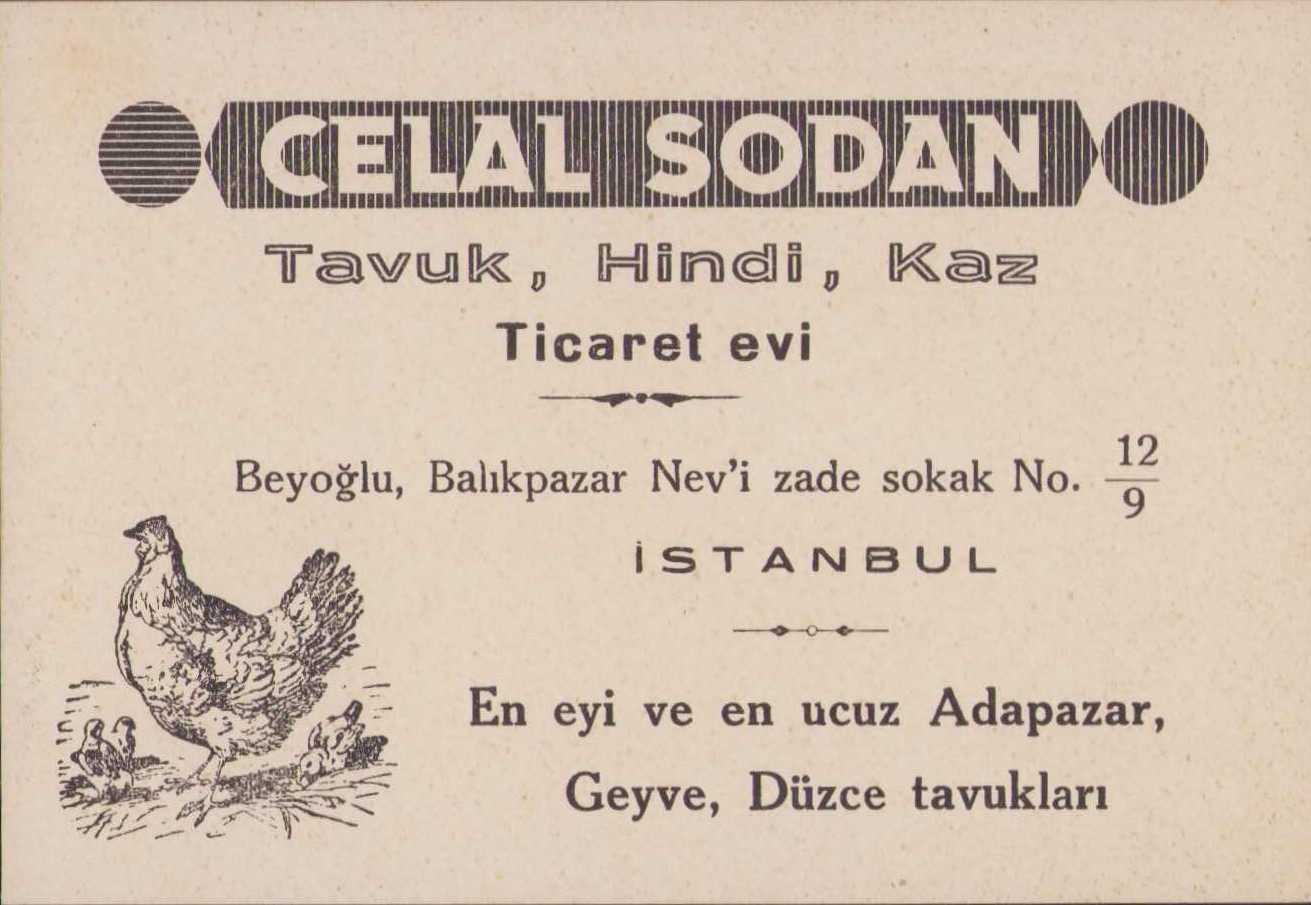 CELAL SODAN
Tavuk, Hindi, Kaz
Ticaret evi
Beyoğlu, Balıkpazar Nev'i zade sokak No. 12/9
İSTANBUL
En eyi ve en ucuz Adapazar,
Geyve, Düzce tavukları